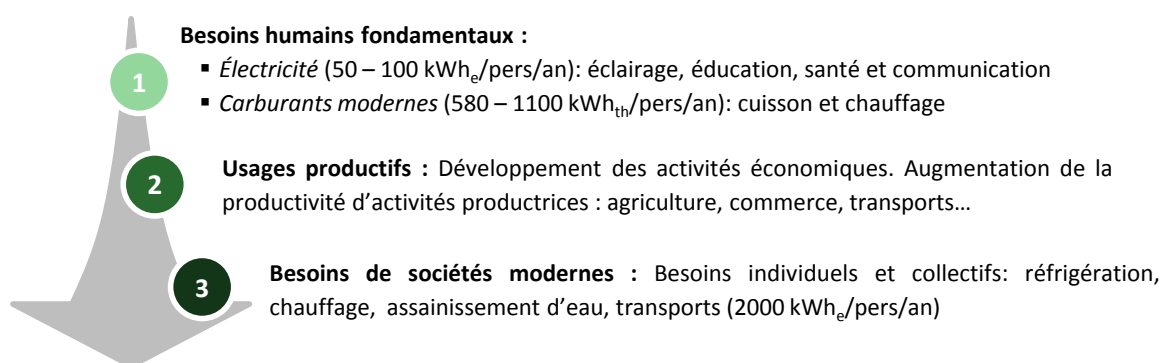 Besoins humains fondamentaux :
1
▪ Électricité (50 – 100 kWhe/pers/an): éclairage, éducation, santé et communication
▪ Carburants modernes (580 – 1100 kWhth/pers/an): cuisson et chauffage
Usages productifs : Développement des activités économiques. Augmentation de la
2
productivité d’activités productrices : agriculture, commerce, transports…
Besoins de sociétés modernes : Besoins individuels et collectifs: réfrigération,
3
chauffage, assainissement d’eau, transports (2000 kWhe/pers/an)